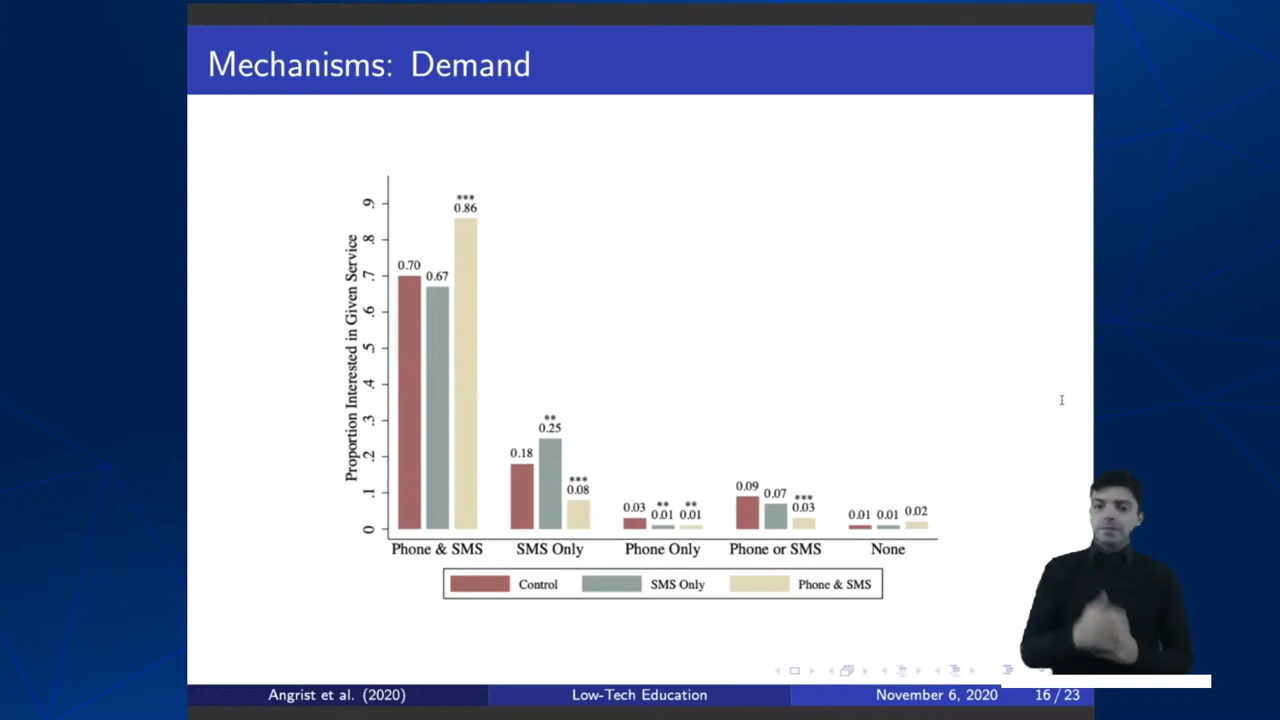 Mechanisms: Demand
Proportion Interested in Given Service
.9
.8
.7
.6
.5
.4
.3
.2
.1
0
0.70
0.67
***
0.86
0.18
**
0.25
***
0.08
0.03
**
0.01
**
0.01
0.09
0.07
***
0.03
0.01
0.01
0.02
Phone & SMS
SMS Only
Phone Only
Phone or SMS
None
Control
SMS Only
Phone & SMS
Angrist et al. (2020)
Low-Tech Education
November 6, 2020
16 / 23